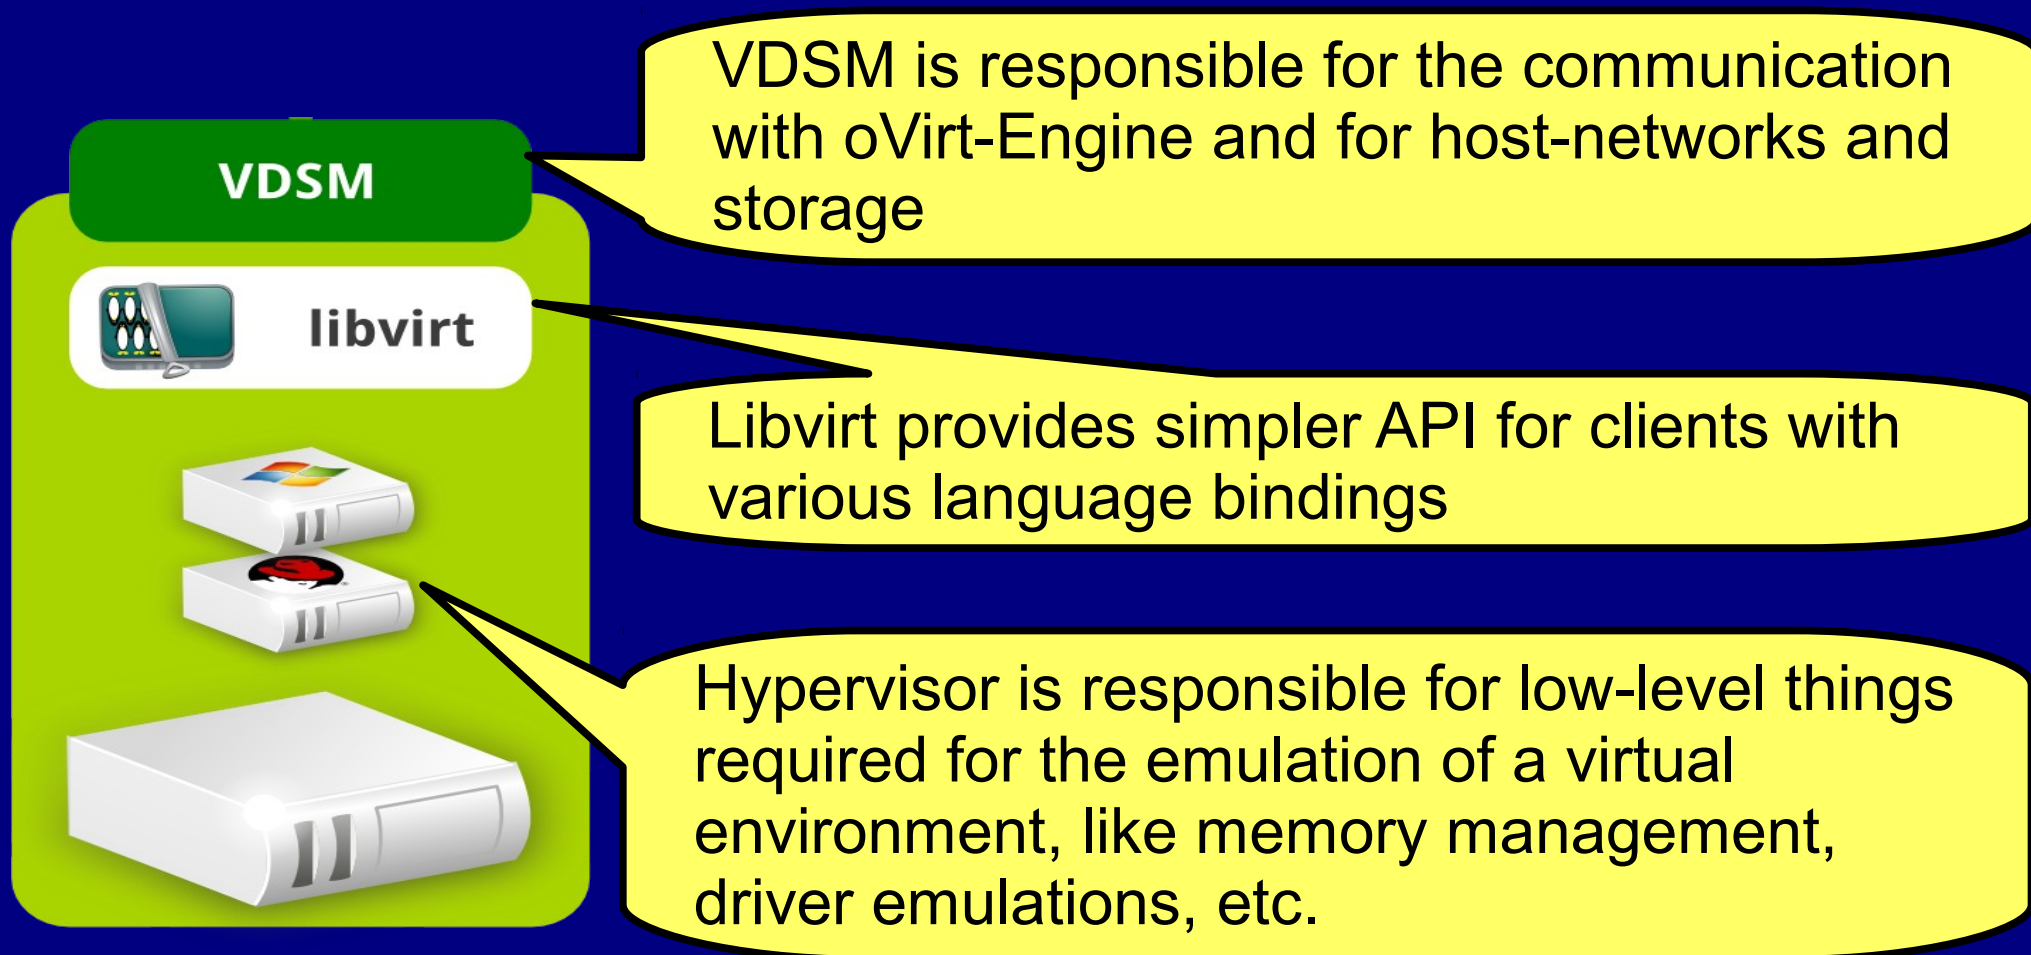 VDSM is responsible for the communication
with oVirt-Engine and for host-networks and
storage
VDSM
libvirt
Libvirt provides simpler API for clients with
various language bindings
Hypervisor is responsible for low-level things
required for the emulation of a virtual
environment, like memory management,
driver emulations, etc.